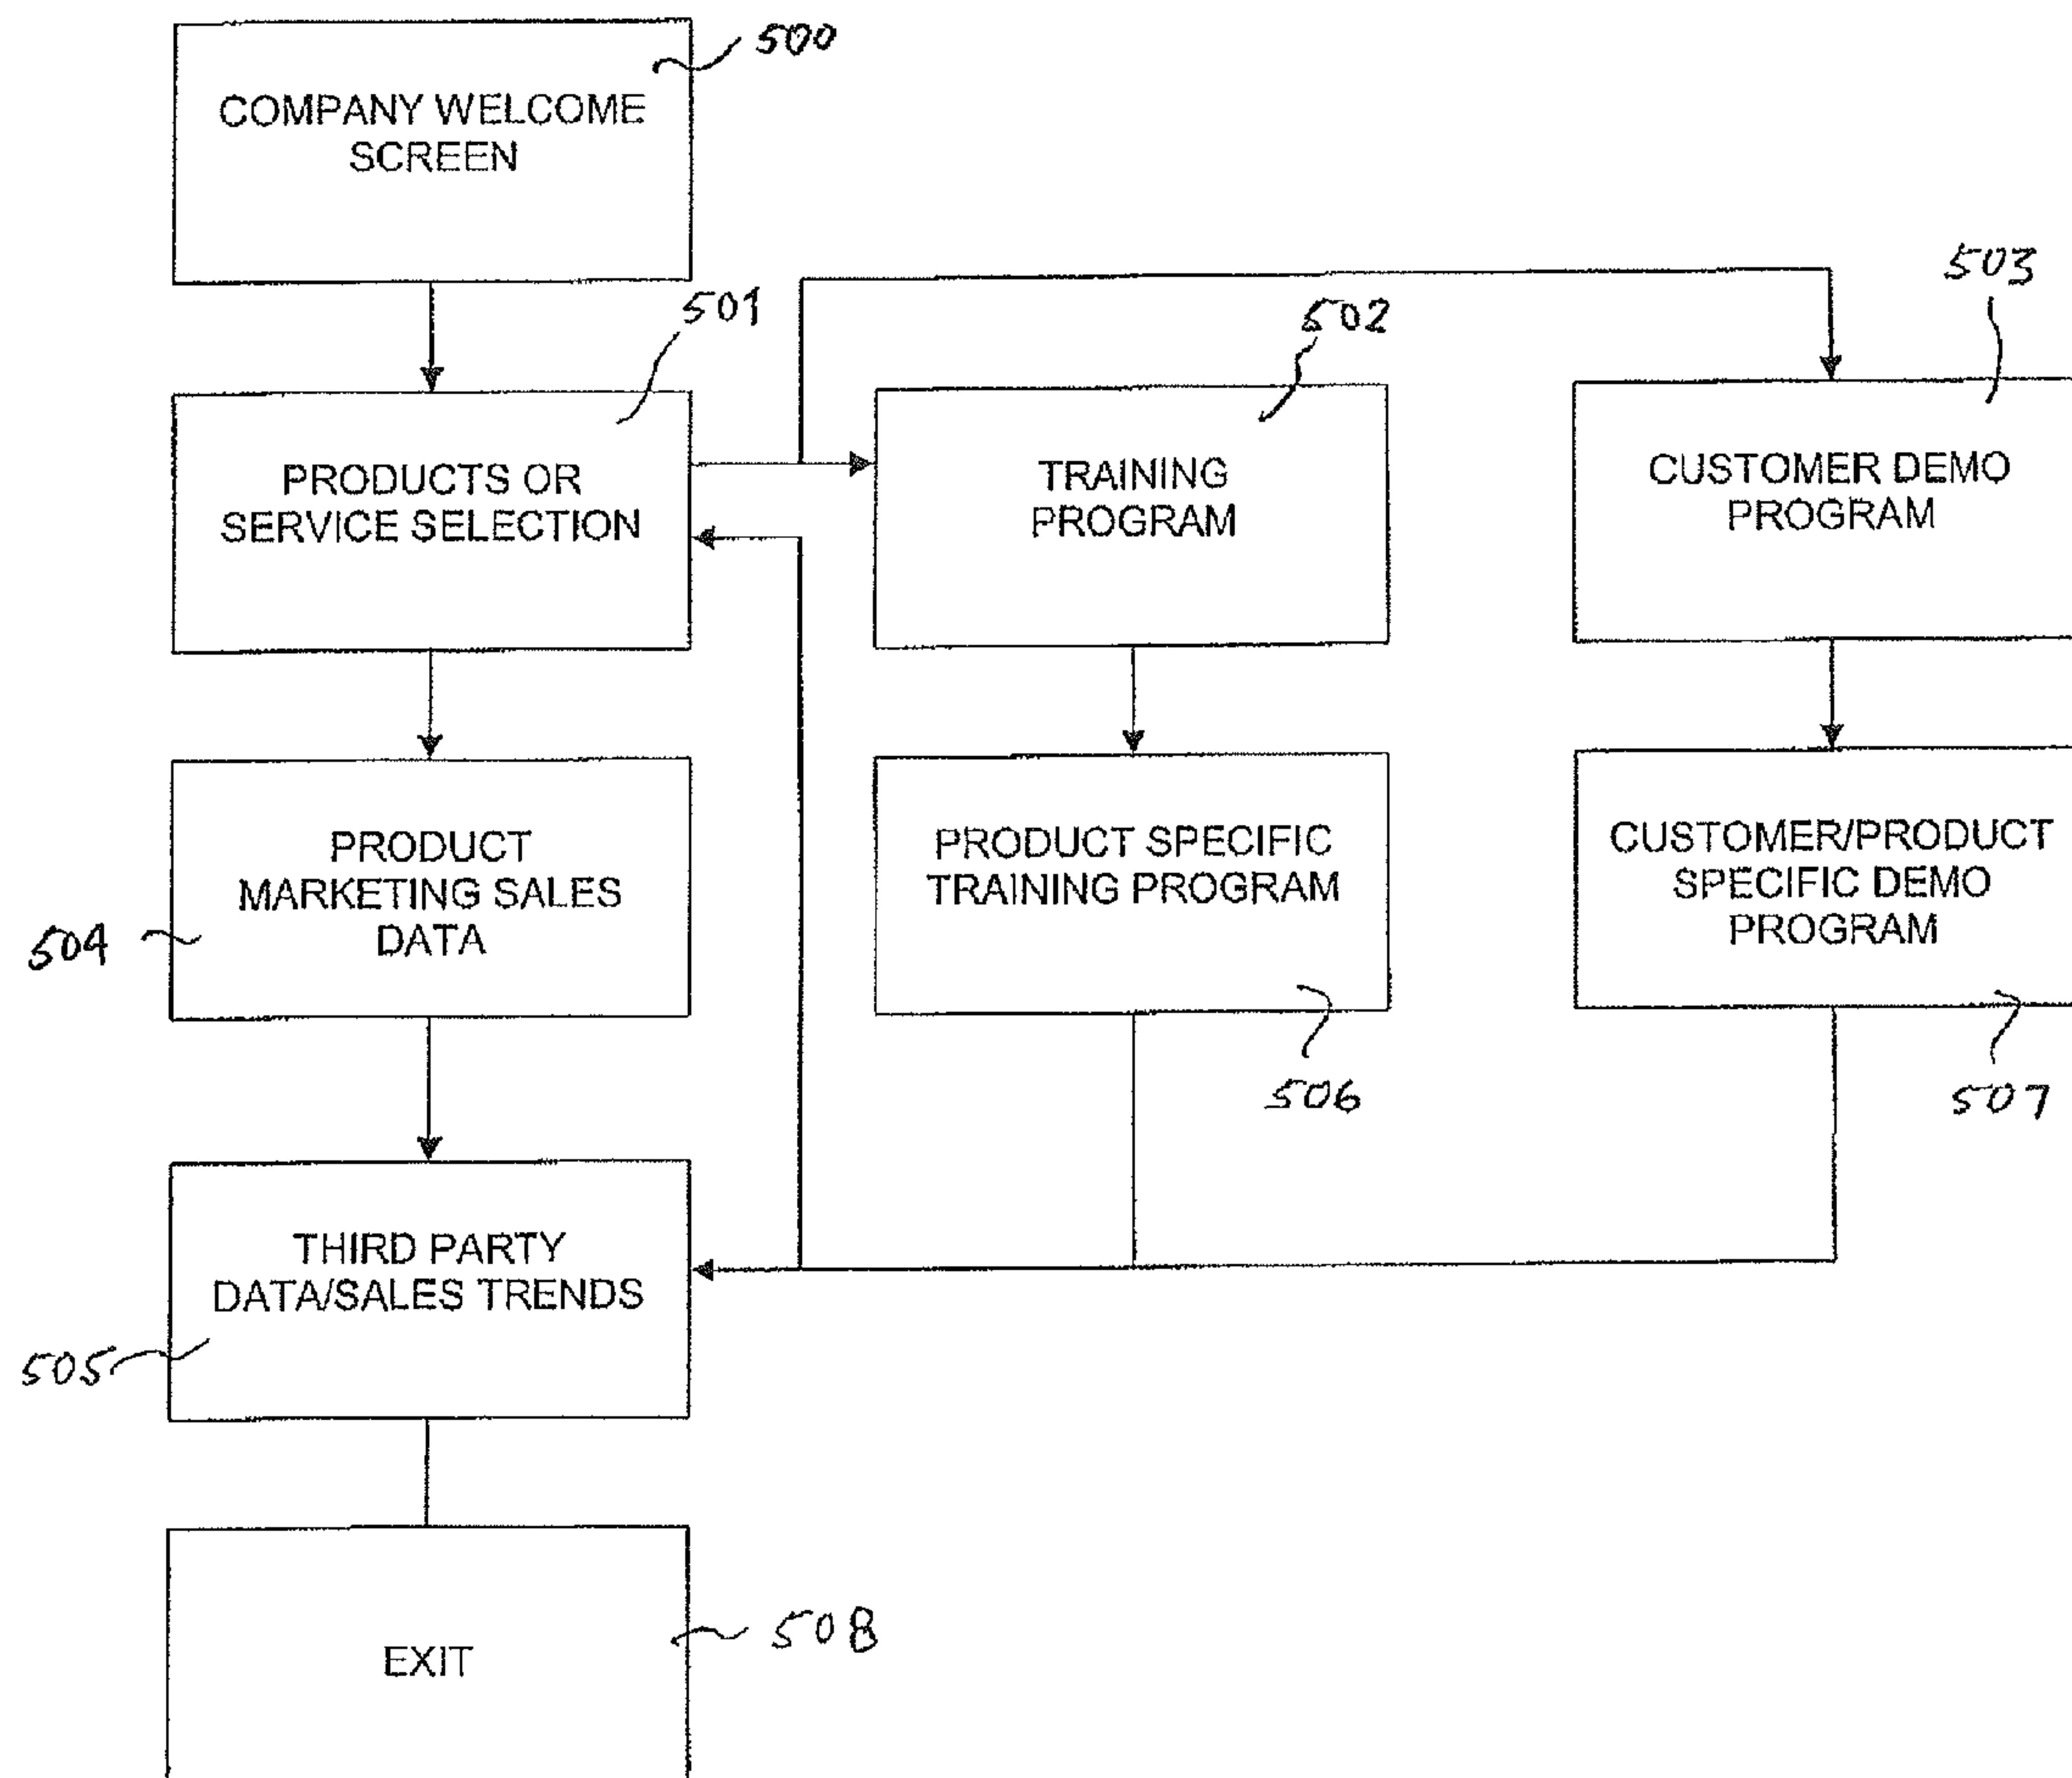 500
COMPANY WELCOME
SCREEN
501
502
503
PRODUCTS OR
SERVICE SELECTION
TRAINING
PROGRAM
CUSTOMER DEMO
PROGRAM
PRODUCT
MARKETING SALES
DATA
504
PRODUCT SPECIFIC
TRAINING PROGRAM
506
CUSTOMER/PRODUCT
SPECIFIC DEMO
PROGRAM
507
THIRD PARTY
DATA/SALES TRENDS
505
EXIT
508